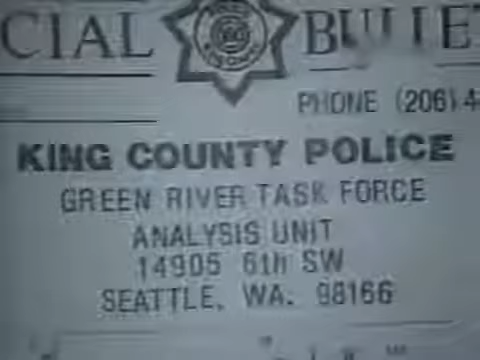 CIAL BULLE
PHONE (206) 4
KING COUNTY POLICE
GREEN RIVER TASK FORCE
ANALYSIS UNIT
14905 6th SW
SEATTLE, WA. 98166